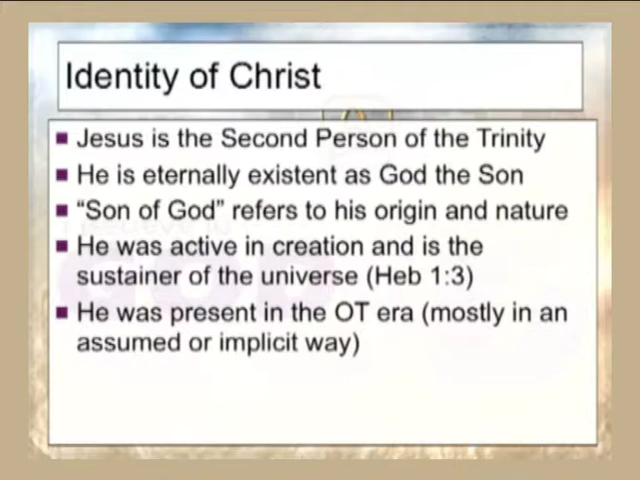 Identity of Christ
Jesus is the Second Person of the Trinity
He is eternally existent as God the Son
“Son of God” refers to his origin and nature
He was active in creation and is the
sustainer of the universe (Heb 1:3)
He was present in the OT era (mostly in an
assumed or implicit way)